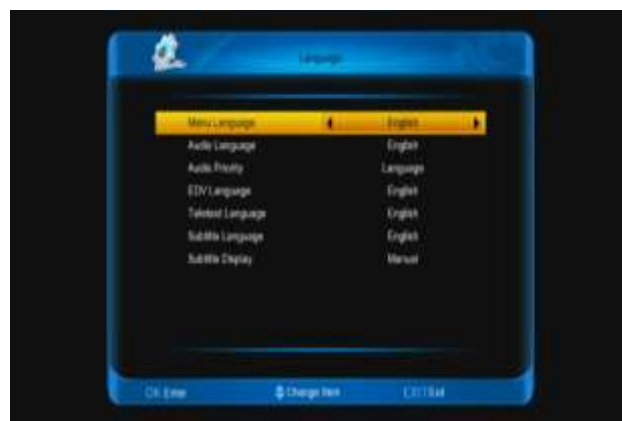 Language
Menu Language English
Audio Language English
Audio Priority Language
EDV Language English
Teletext Language English
Subtitle Language English
Subtitle Display Manual
OK Enter Change Item EXIT Exit